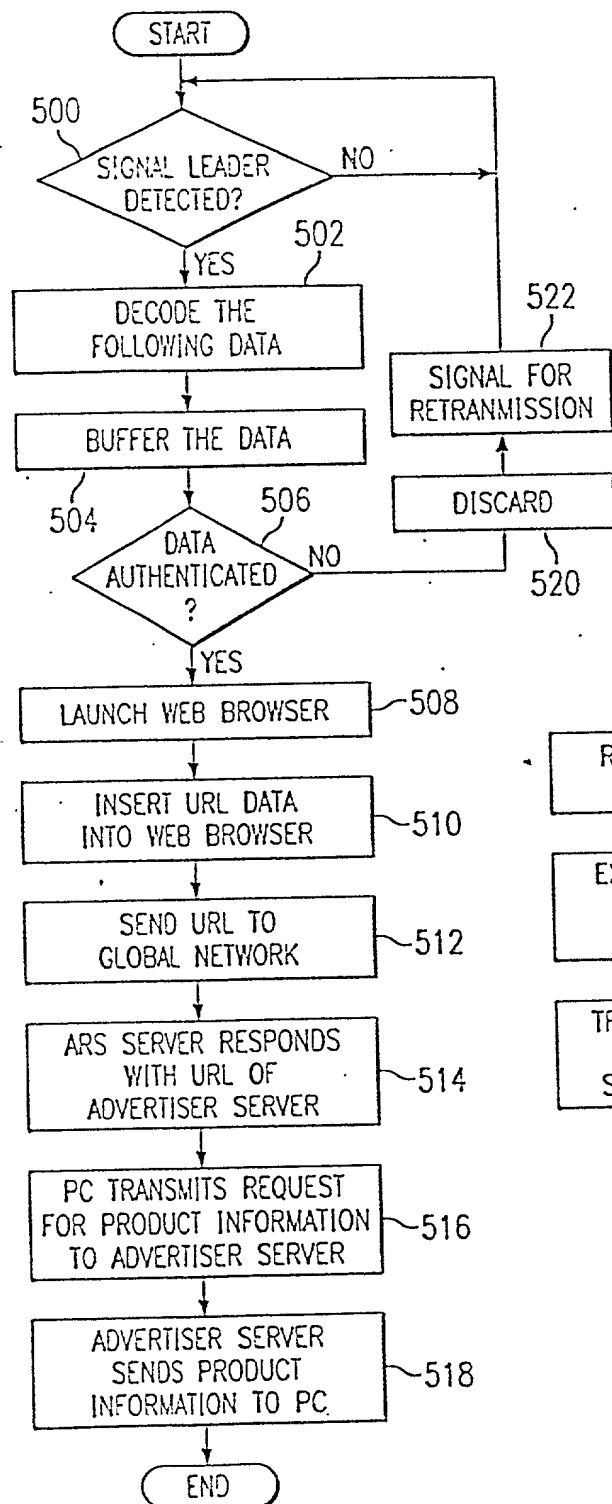 START
500
SIGNAL LEADER
DETECTED?
NO
YES
502
DECODE THE
FOLLOWING DATA
522
SIGNAL FOR
RETRANMISSION
BUFFER THE DATA
504
DISCARD
520
506
DATA
AUTHENTICATED
?
NO
YES
LAUNCH WEB BROWSER
508
INSERT URL DATA
INTO WEB BROWSER
510
SEND URL TO
GLOBAL NETWORK
512
ARS SERVER RESPONDS
WITH URL OF
ADVERTISER SERVER
514
PC TRANSMITS REQUEST
FOR PRODUCT INFORMATION
TO ADVERTISER SERVER
516
ADVERTISER SERVER
SENDS PRODUCT
INFORMATION TO PC.
518
END
R
S